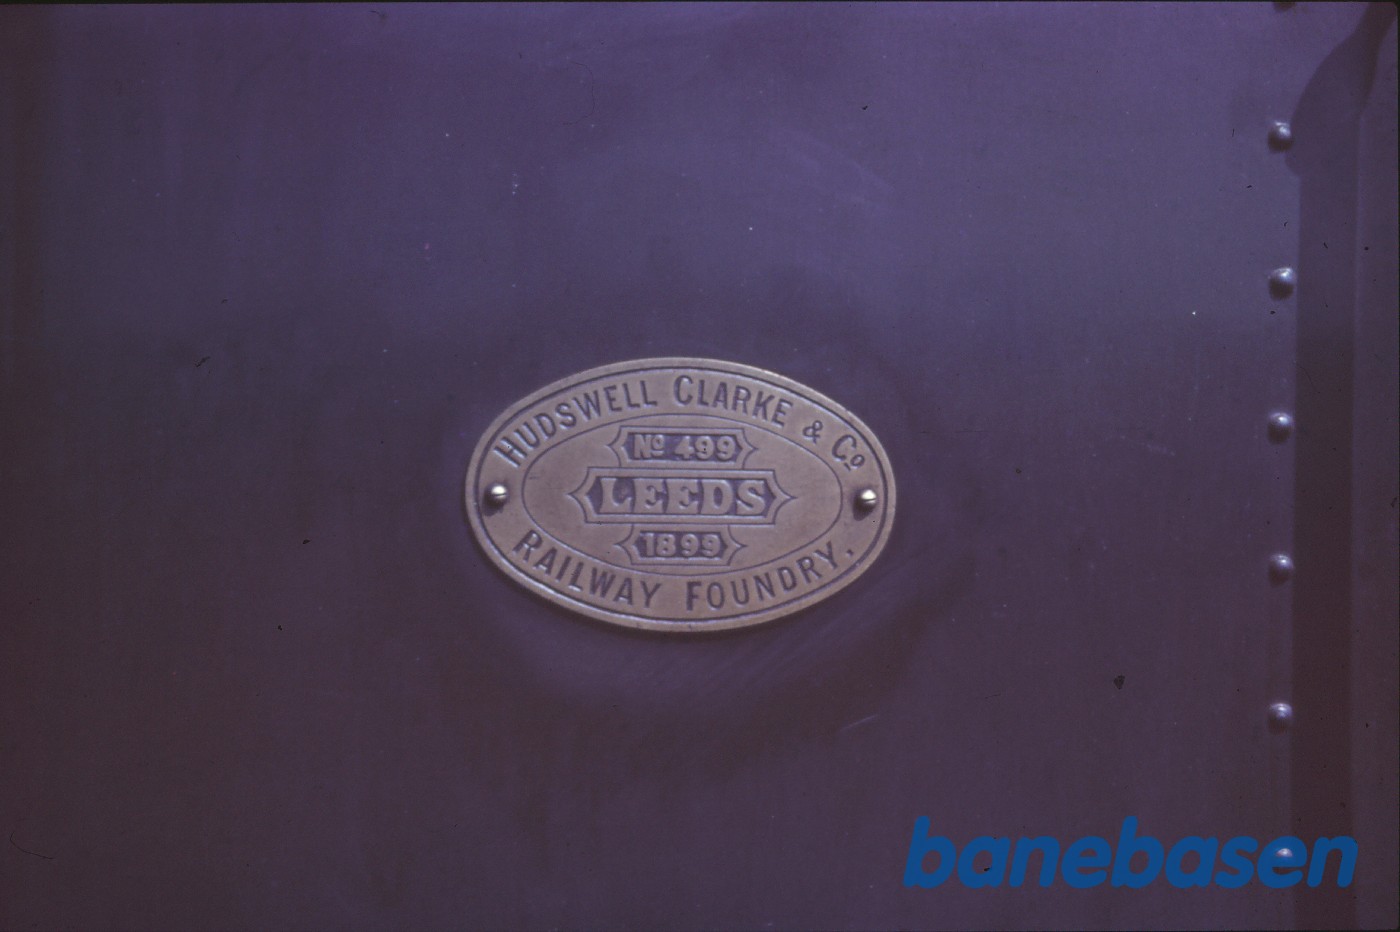 HUDSWELL CLARKE & Co
No 499
LEEDS
1899
RAILWAY FOUNDRY.
banebasen